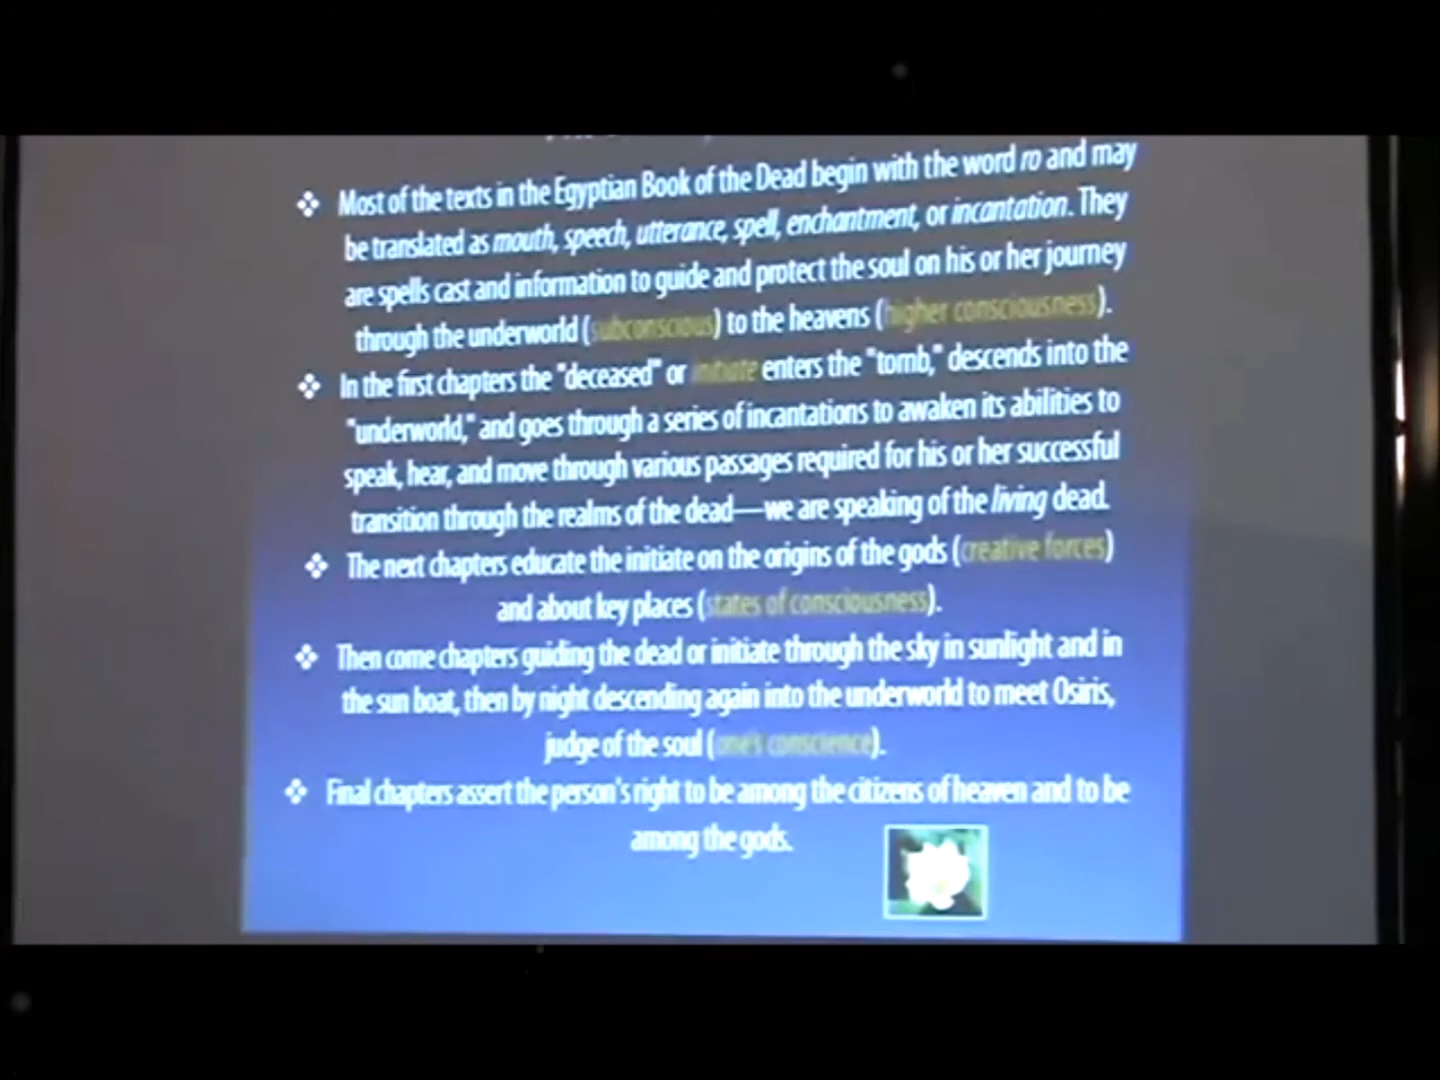 ❖ Most of the texts in the Egyptian Book of the Dead begin with the word ro and may
be translated as mouth, speech, utterance, spell, enchantment, or incantation. They
are spells cast and information to guide and protect the soul on his or her journey
through the underworld (subconscious) to the heavens (higher consciousness).
❖ In the first chapters the "deceased" or initiate enters the "tomb," descends into the
"underworld," and goes through a series of incantations to awaken its abilities to
speak, hear, and move through various passages required for his or her successful
transition through the realms of the dead—we are speaking of the living dead.
❖ The next chapters educate the initiate on the origins of the gods (creative forces)
and about key places (states of consciousness).
❖ Then come chapters guiding the dead or initiate through the sky in sunlight and in
the sun boat, then by night descending again into the underworld to meet Osiris,
judge of the soul (one's conscience).
❖ Final chapters assert the person's right to be among the citizens of heaven and to be
among the gods.